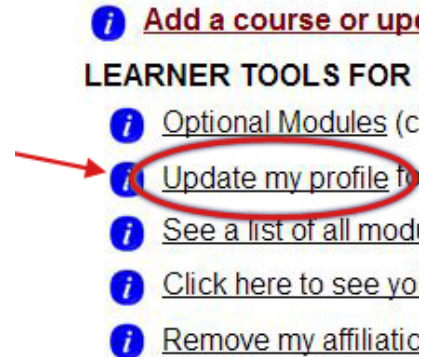 Add a course or upd
LEARNER TOOLS FOR
Optional Modules (c
Update my profile fo
See a list of all modu
Click here to see yo
Remove my affiliatio